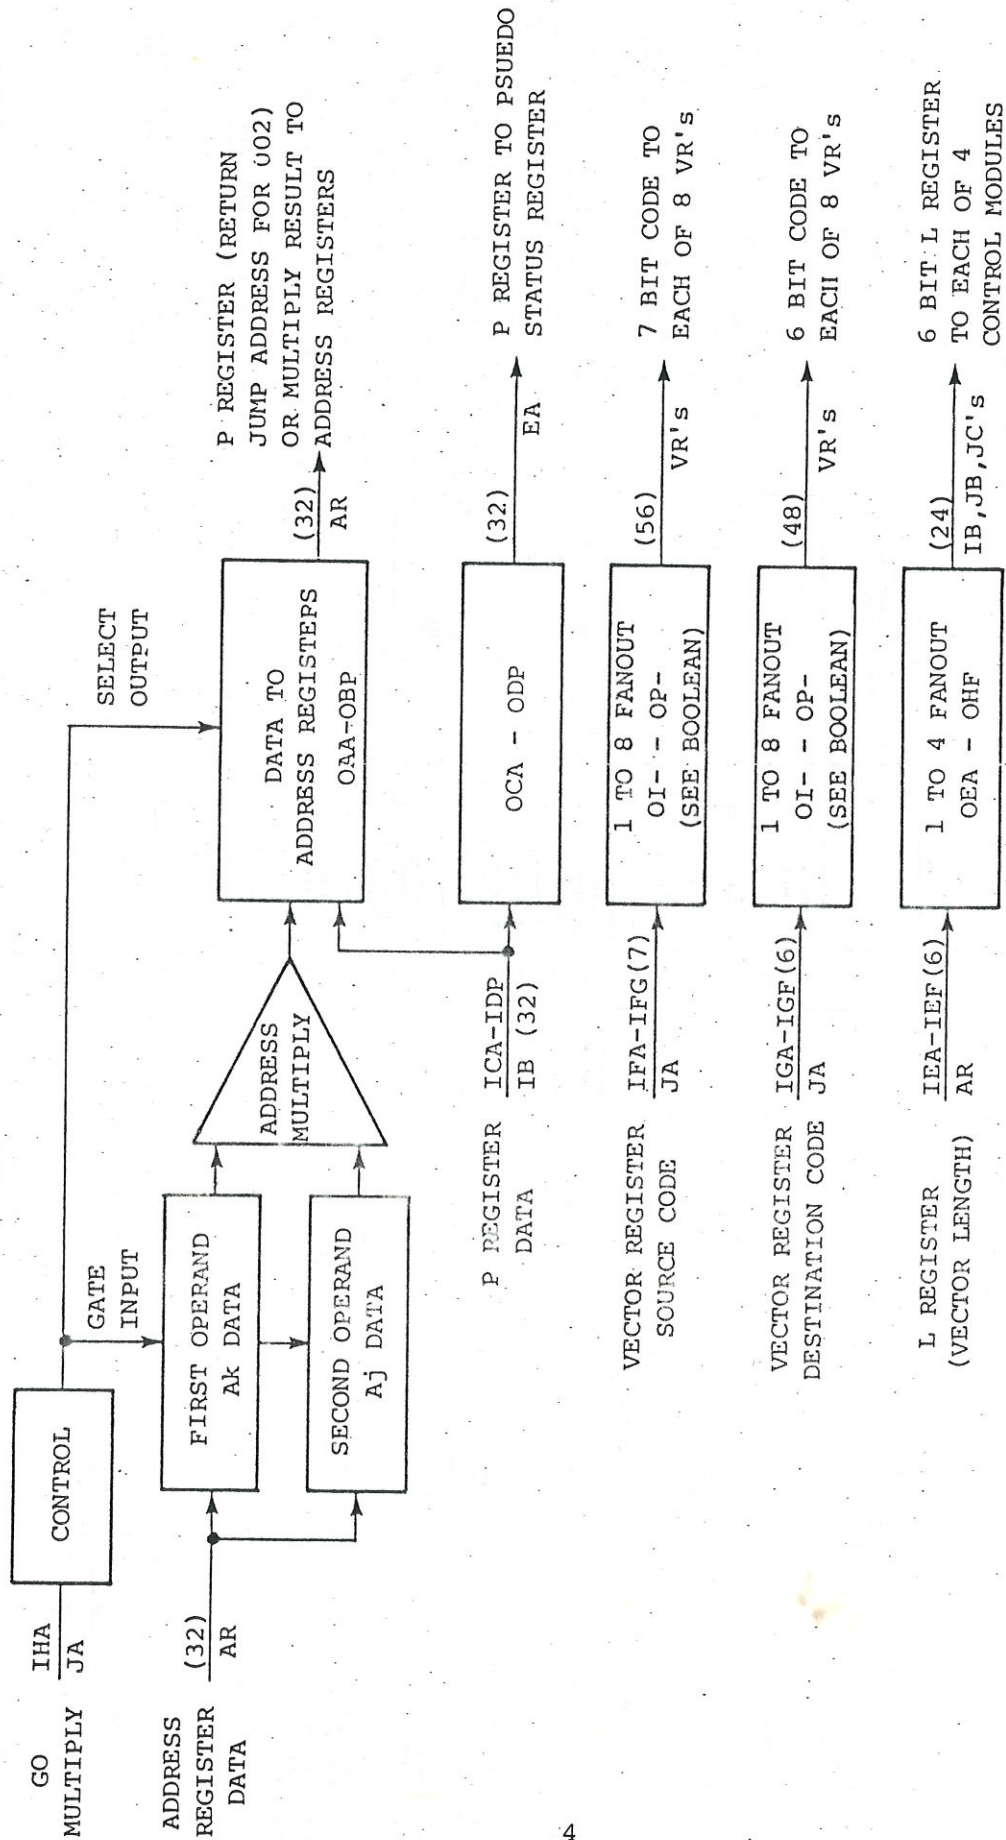 GO
MULTIPLY
IHA
JA
CONTROL
GATE
INPUT
SELECT
OUTPUT
ADDRESS
REGISTER
DATA
(32)
AR
FIRST OPERAND
Ak DATA
SECOND OPERAND
Aj DATA
ADDRESS
MULTIPLY
DATA TO
ADDRESS REGISTEPS
OAA-OBP
(32)
AR
P REGISTER (RETURN
JUMP ADDRESS FOR 002)
OR MULTIPLY RESULT TO
ADDRESS REGISTERS
P REGISTER
DATA
ICA-IDP
IB (32)
OCA - ODP
(32)
EA
P REGISTER TO PSUEDO
STATUS REGISTER
VECTOR REGISTER
SOURCE CODE
IFA-IFG(7)
JA
1 TO 8 FANOUT
OI- - OP-
(SEE BOOLEAN)
(56)
VR's
7 BIT CODE TO
EACH OF 8 VR's
VECTOR REGISTER
DESTINATION CODE
IGA-IGF(6)
JA
1 TO 8 FANOUT
OI- - OP-
(SEE BOOLEAN)
(48)
VR's
6 BIT CODE TO
EACH OF 8 VR's
L REGISTER
(VECTOR LENGTH)
IEA-IEF(6)
AR
1 TO 4 FANOUT
OEA - OHF
(24)
IB,JB,JC's
6 BIT L REGISTER
TO EACH OF 4
CONTROL MODULES
4